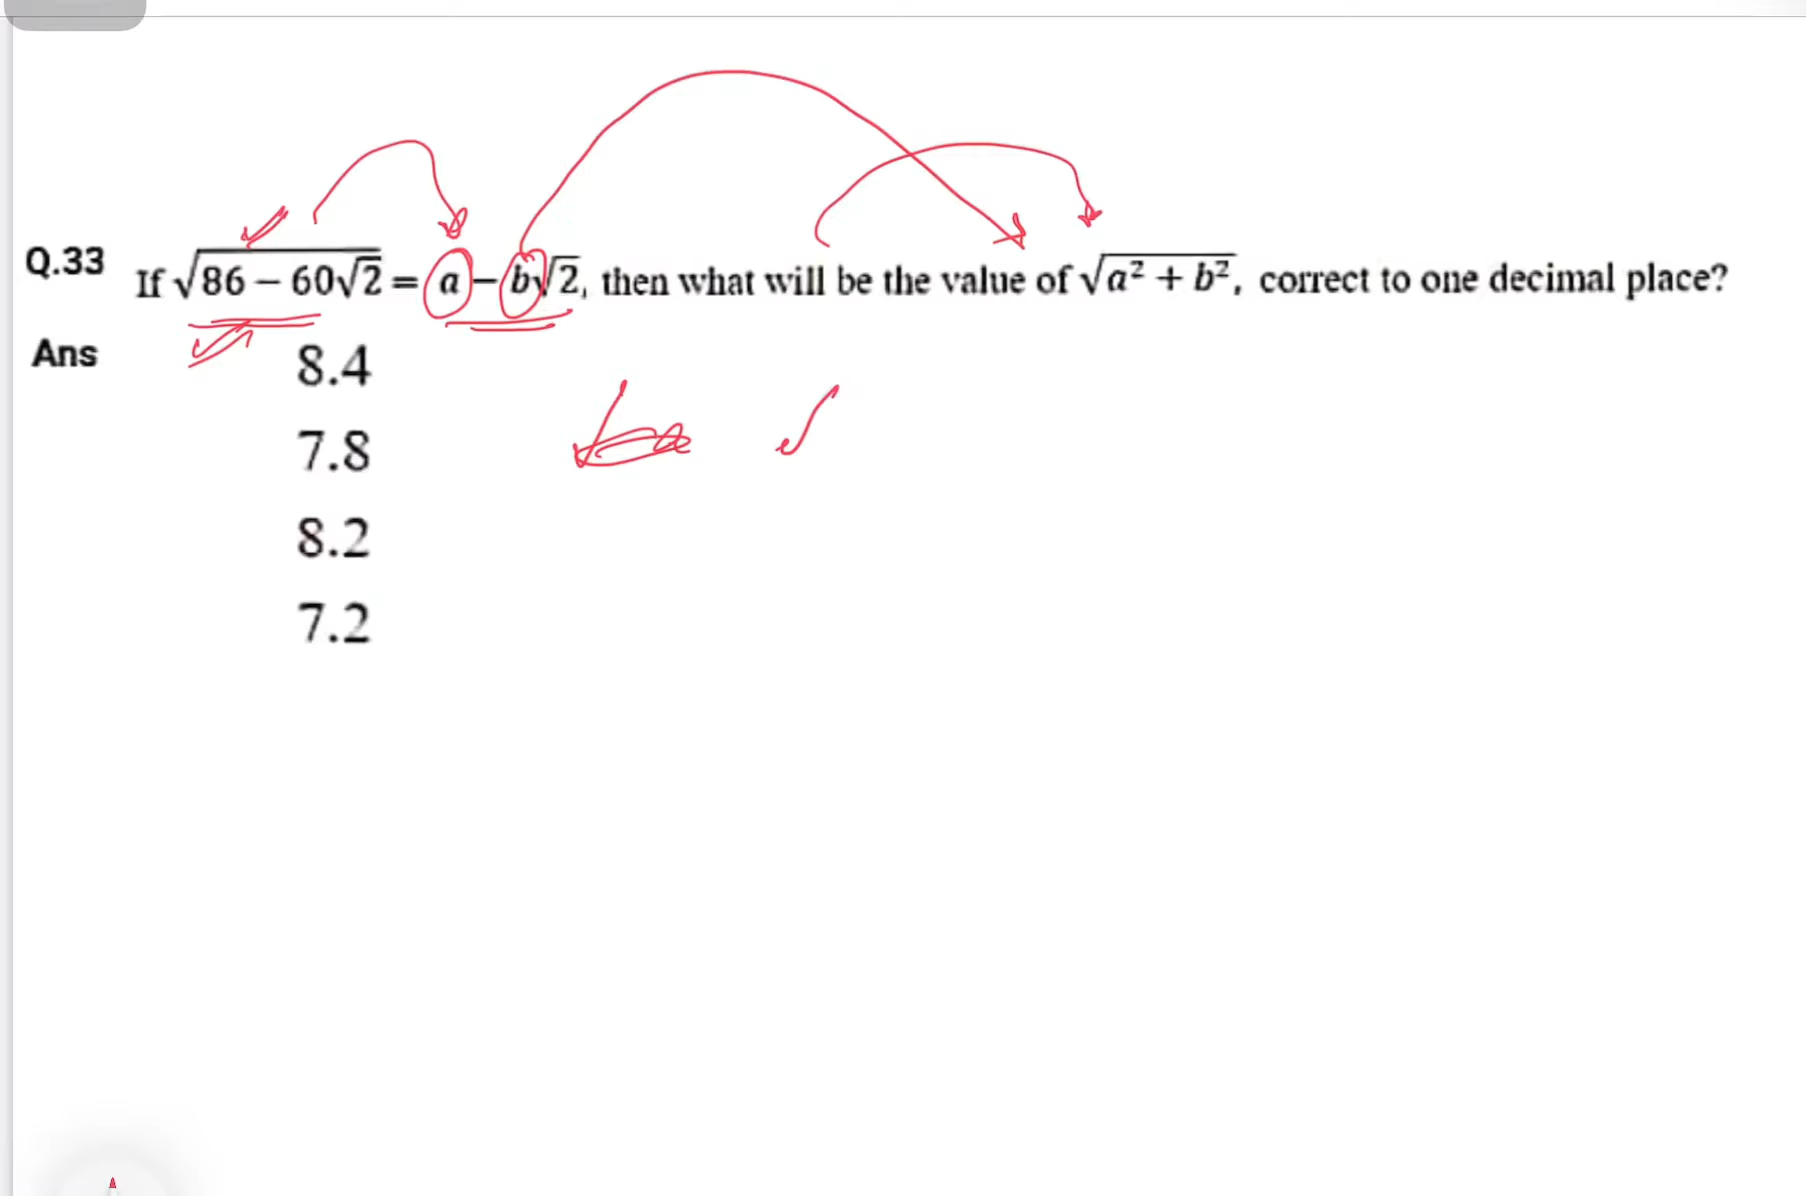 Q.33 If √86 – 60√2 = a – b√2, then what will be the value of √a² + b², correct to one decimal place?
Ans 8.4
7.8
8.2
7.2